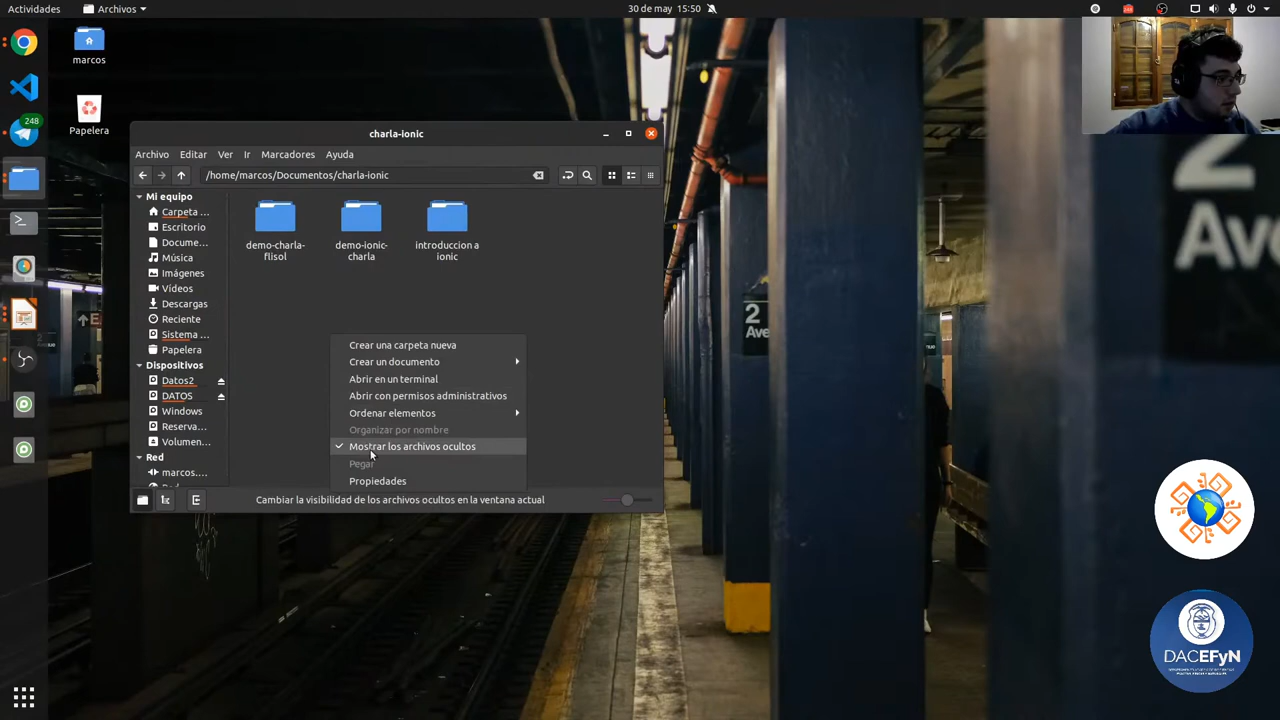 Actividades
Archivos
30 de may 15:50
248
marcos
Papelera
248
charla-ionic
Archivo
Editar
Ver
Ir
Marcadores
Ayuda
/home/marcos/Documentos/charla-ionic
Mi equipo
Carpeta ...
Escritorio
Docume...
Música
Imágenes
Vídeos
Descargas
Reciente
Sistema ...
Papelera
Dispositivos
Datos2
DATOS
Windows
Reserva...
Volumen...
Red
marcos....
demo-charla-
flisol
demo-ionic-
charla
introduccion a
ionic
Crear una carpeta nueva
Crear un documento
Abrir en un terminal
Abrir con permisos administrativos
Ordenar elementos
Organizar por nombre
Mostrar los archivos ocultos
Pegar
Propiedades
Cambiar la visibilidad de los archivos ocultos en la ventana actual
2
Ave
2
Ave
DACEFyN